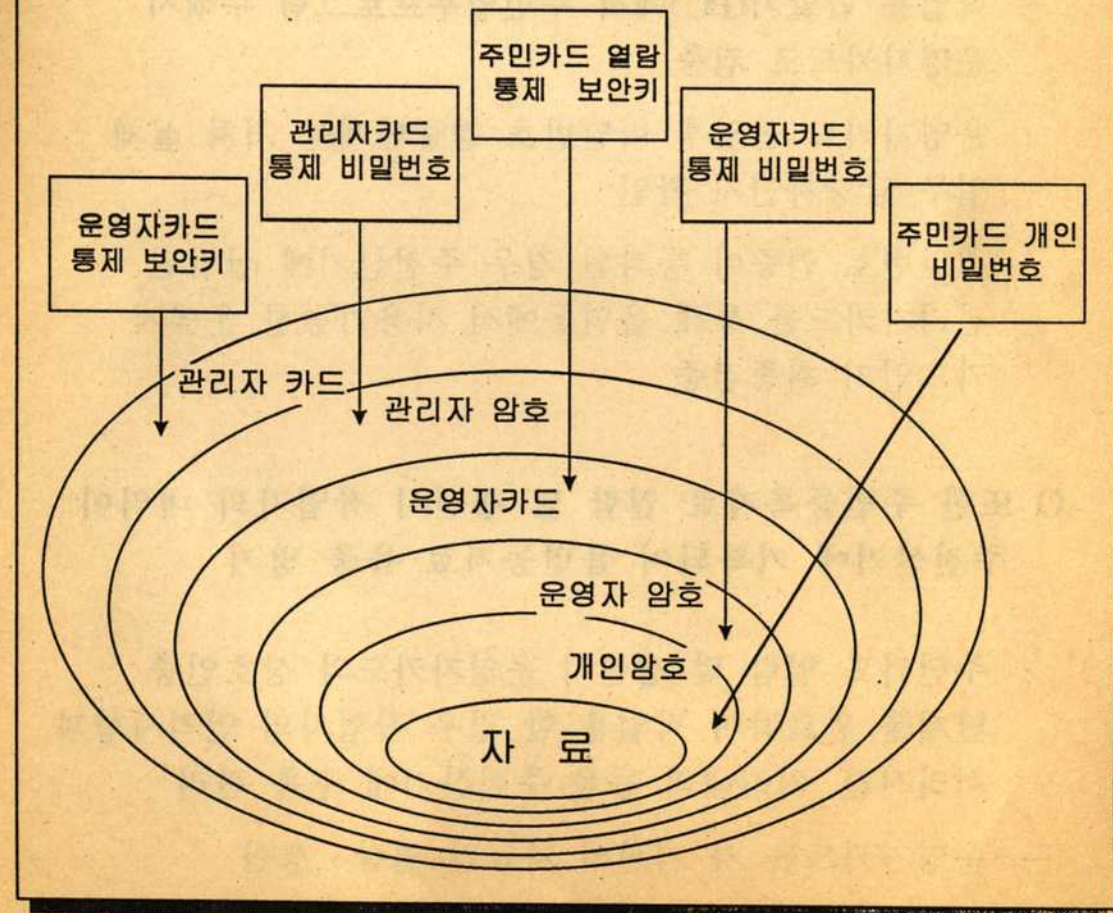 주민카드 열람
통제 보안키
관리자카드
통제 비밀번호
운영자카드
통제 비밀번호
운영자카드
통제 보안키
주민카드 개인
비밀번호
관리자 카드
관리자 암호
운영자카드
운영자 암호
개인암호
자 료